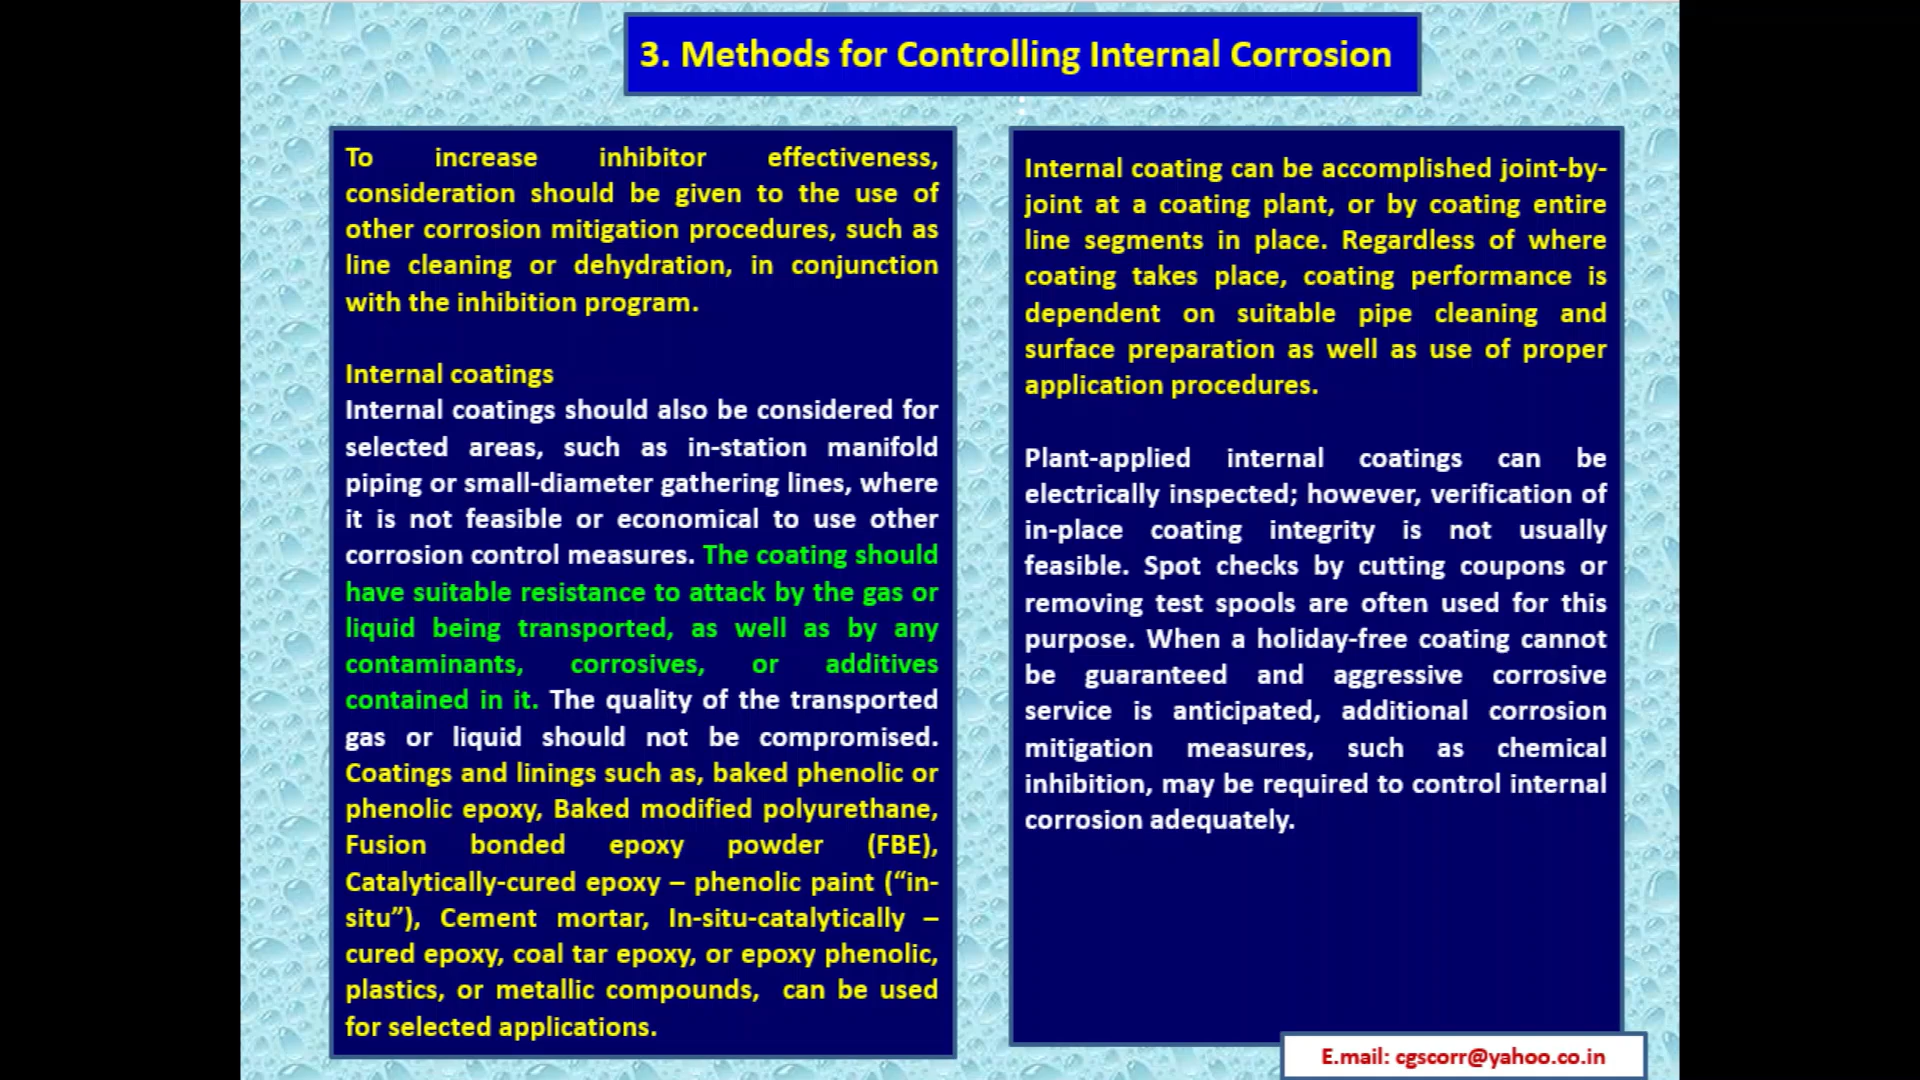 3. Methods for Controlling Internal Corrosion
To increase inhibitor effectiveness,
consideration should be given to the use of
other corrosion mitigation procedures, such as
line cleaning or dehydration, in conjunction
with the inhibition program.
Internal coatings
Internal coatings should also be considered for
selected areas, such as in-station manifold
piping or small-diameter gathering lines, where
it is not feasible or economical to use other
corrosion control measures. The coating should
have suitable resistance to attack by the gas or
liquid being transported, as well as by any
contaminants, corrosives, or additives
contained in it. The quality of the transported
gas or liquid should not be compromised.
Coatings and linings such as, baked phenolic or
phenolic epoxy, Baked modified polyurethane,
Fusion bonded epoxy powder (FBE),
Catalytically-cured epoxy – phenolic paint (“in-
situ”), Cement mortar, In-situ-catalytically –
cured epoxy, coal tar epoxy, or epoxy phenolic,
plastics, or metallic compounds, can be used
for selected applications.
Internal coating can be accomplished joint-by-
joint at a coating plant, or by coating entire
line segments in place. Regardless of where
coating takes place, coating performance is
dependent on suitable pipe cleaning and
surface preparation as well as use of proper
application procedures.
Plant-applied internal coatings can be
electrically inspected; however, verification of
in-place coating integrity is not usually
feasible. Spot checks by cutting coupons or
removing test spools are often used for this
purpose. When a holiday-free coating cannot
be guaranteed and aggressive corrosive
service is anticipated, additional corrosion
mitigation measures, such as chemical
inhibition, may be required to control internal
corrosion adequately.
E.mail: cgscorr@yahoo.co.in